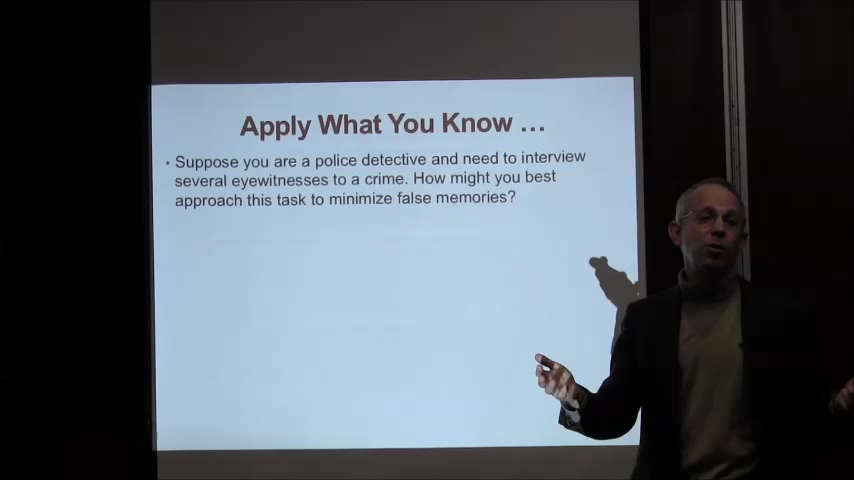 Apply What You Know …
• Suppose you are a police detective and need to interview
several eyewitnesses to a crime. How might you best
approach this task to minimize false memories?